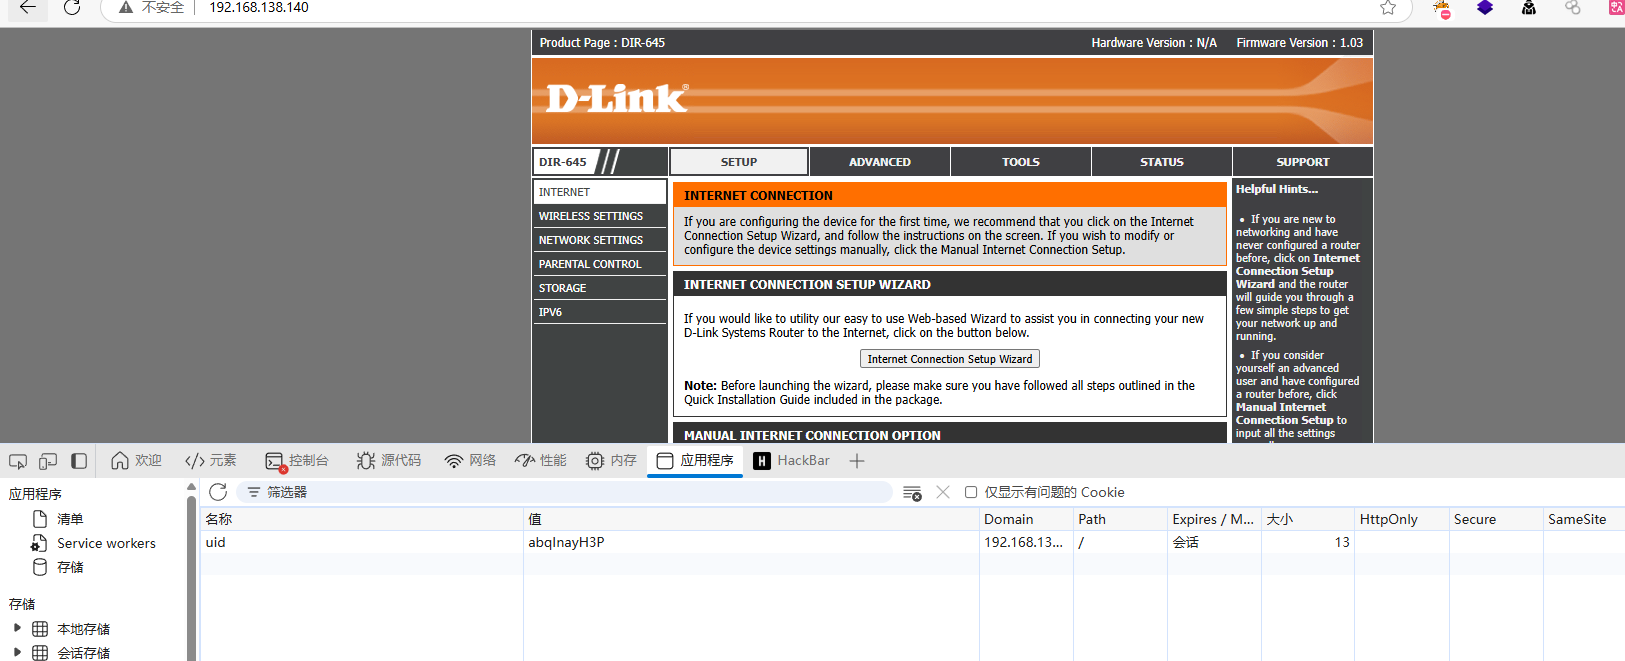 不安全 192.168.138.140
Product Page : DIR-645 Hardware Version : N/A Firmware Version : 1.03
D-Link®
DIR-645 SETUP ADVANCED TOOLS STATUS SUPPORT
INTERNET
WIRELESS SETTINGS
NETWORK SETTINGS
PARENTAL CONTROL
STORAGE
IPV6
INTERNET CONNECTION
If you are configuring the device for the first time, we recommend that you click on the Internet
Connection Setup Wizard, and follow the instructions on the screen. If you wish to modify or
configure the device settings manually, click the Manual Internet Connection Setup.
INTERNET CONNECTION SETUP WIZARD
If you would like to utility our easy to use Web-based Wizard to assist you in connecting your new
D-Link Systems Router to the Internet, click on the button below.
Internet Connection Setup Wizard
Note: Before launching the wizard, please make sure you have followed all steps outlined in the
Quick Installation Guide included in the package.
MANUAL INTERNET CONNECTION OPTION
Helpful Hints...
• If you are new to
networking and have
never configured a router
before, click on Internet
Connection Setup
Wizard and the router
will guide you through a
few simple steps to get
your network up and
running.
• If you consider
yourself an advanced
user and have configured
a router before, click
Manual Internet
Connection Setup to
input all the settings
欢迎 元素 控制台 源代码 网络 性能 内存 应用程序 HackBar
应用程序
清单
Service workers
存储
存储
本地存储
会话存储
筛选器 仅显示有问题的 Cookie
名称 值 Domain Path Expires / M... 大小 HttpOnly Secure SameSite
uid abqInayH3P 192.168.13... / 会话 13